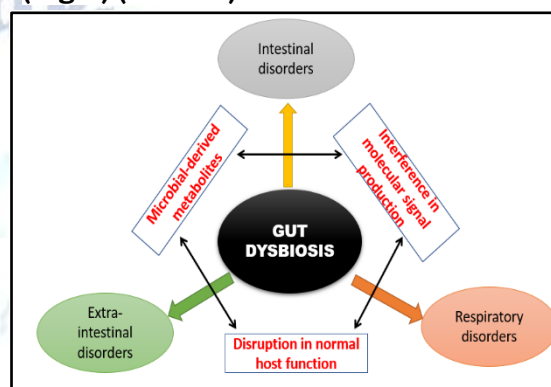 Intestinal
disorders
Microbial-derived
metabolites
Interference in
molecular signal
production
GUT
DYSBIOSIS
Extra-
intestinal
disorders
Disruption in normal
host function
Respiratory
disorders